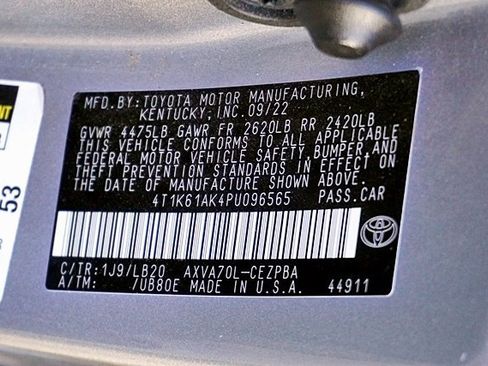 MFD.BY:TOYOTA MOTOR MANUFACTURING,
KENTUCKY, INC.09/22
GVWR 4475LB GAWR FR 2620LB RR 2420LB
THIS VEHICLE CONFORMS TO ALL APPLICABLE
FEDERAL MOTOR VEHICLE SAFETY,BUMPER,AND
THEFT PREVENTION STANDARDS IN EFFECT ON
THE DATE OF MANUFACTURE SHOWN ABOVE.
4T1K61AK4PU096565 PASS.CAR
C/TR:1J9/LB20 AXVA70L-CEZPBA
A/TM: /UB80E MADE IN U.S.A. 44911
53